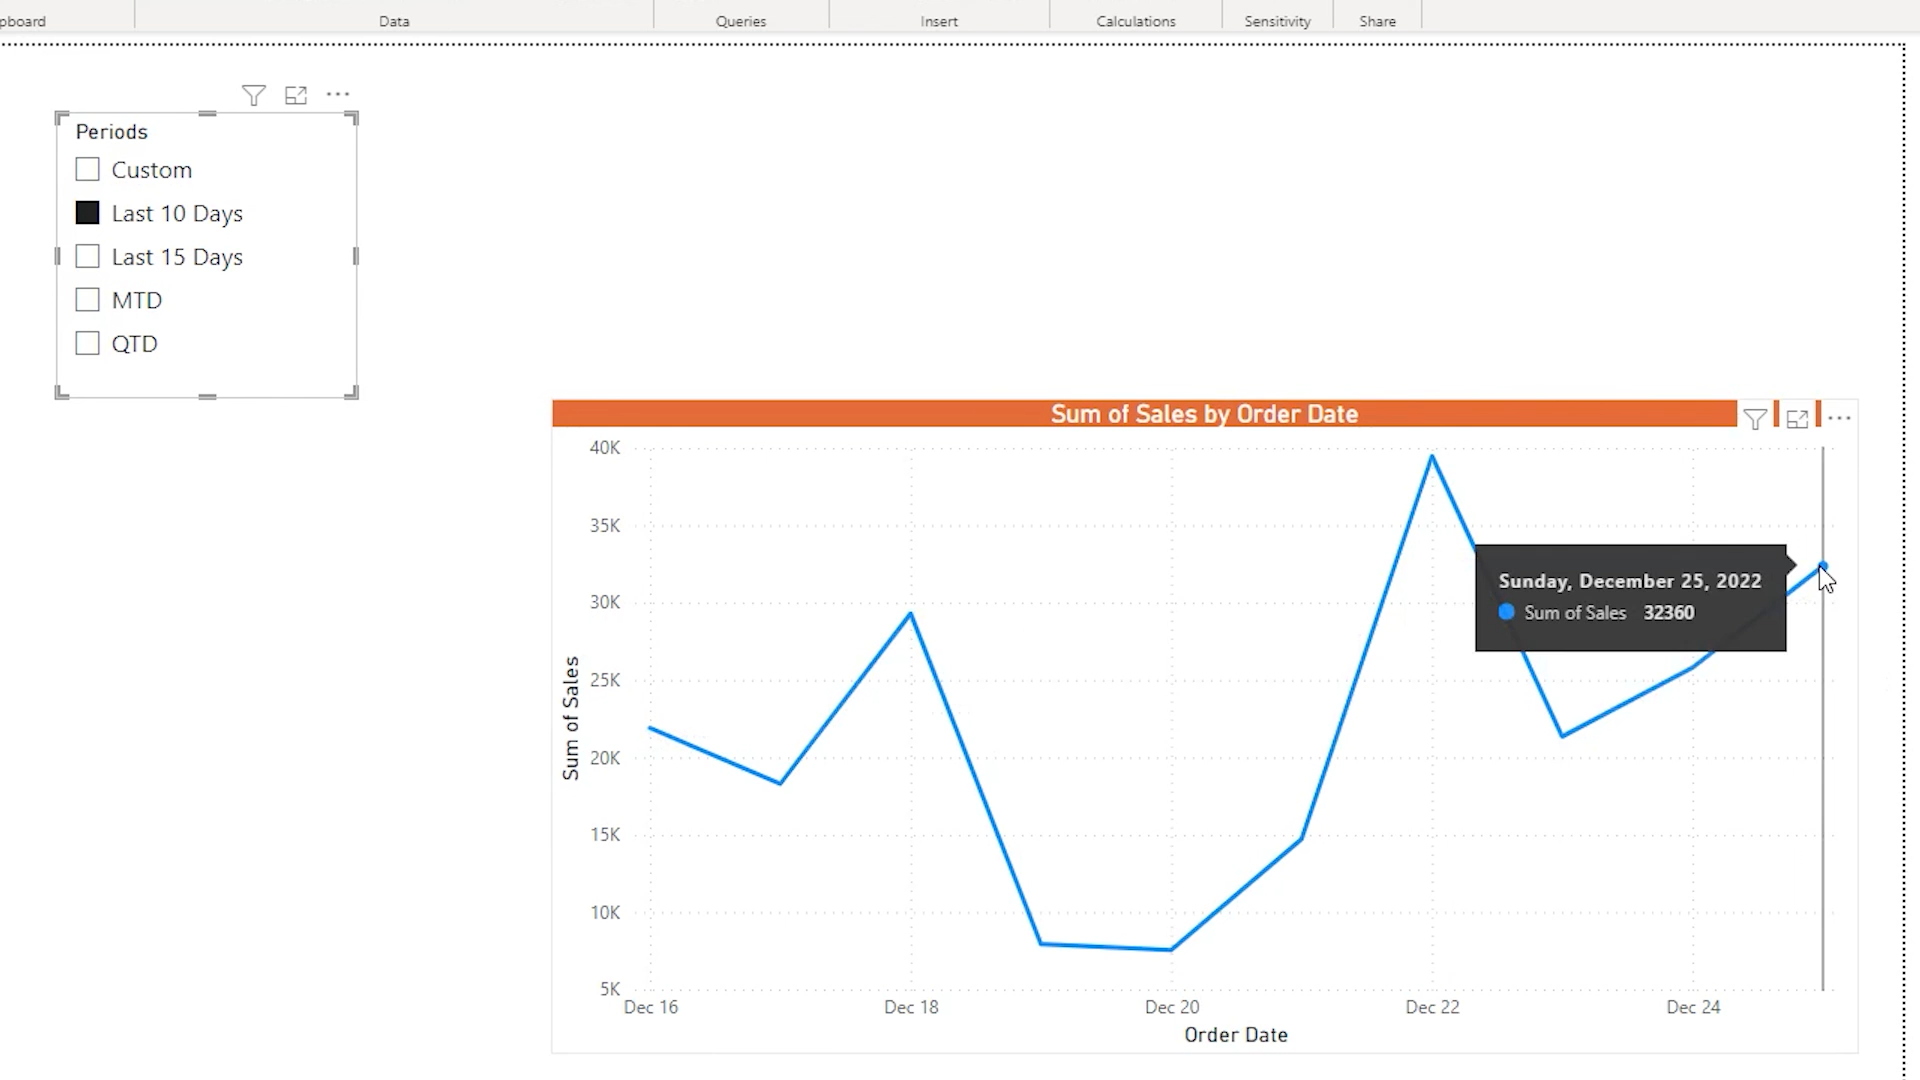 pboard Data Queries Insert Calculations Sensitivity Share
Periods
Custom
Last 10 Days
Last 15 Days
MTD
QTD
Sum of Sales by Order Date
40K
35K
30K
25K
20K
15K
10K
5K
Sum of Sales
Sunday, December 25, 2022
Sum of Sales 32360
Dec 16 Dec 18 Dec 20 Dec 22 Dec 24
Order Date